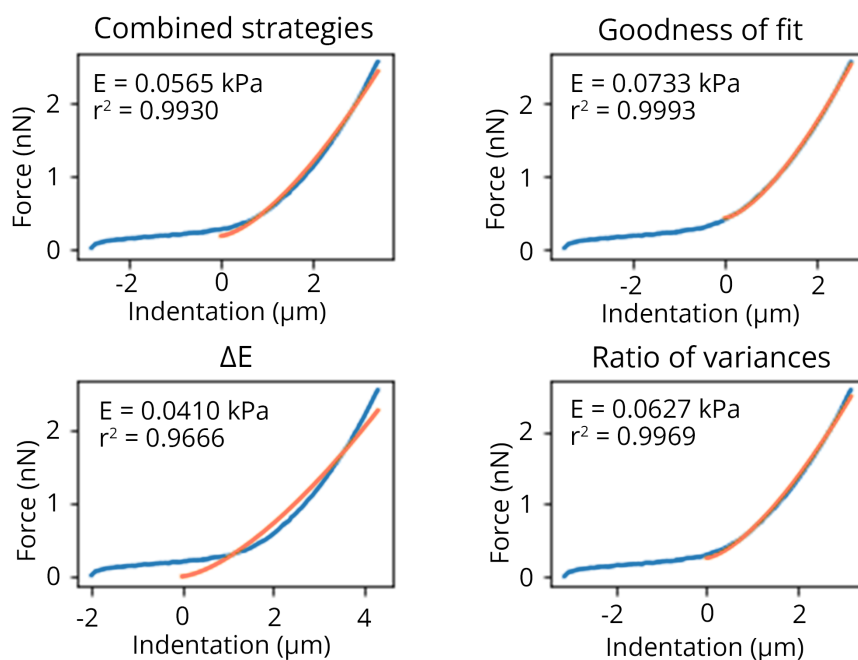 Combined strategies
E = 0.0565 kPa
r² = 0.9930
Force (nN)
2
1
0
-2 0 2
Indentation (μm)
Goodness of fit
E = 0.0733 kPa
r² = 0.9993
Force (nN)
2
1
0
-2 0 2
Indentation (μm)
ΔE
E = 0.0410 kPa
r² = 0.9666
Force (nN)
2
1
0
-2 0 2 4
Indentation (μm)
Ratio of variances
E = 0.0627 kPa
r² = 0.9969
Force (nN)
2
1
0
-2 0 2
Indentation (μm)